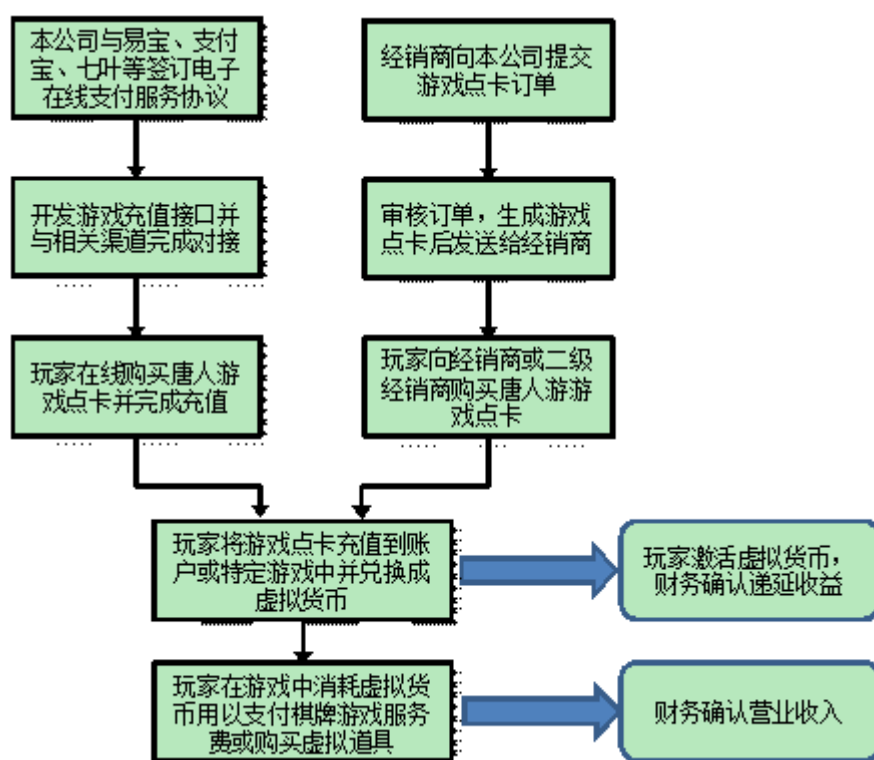 本公司与易宝、支付
宝、七叶等签订电子
在线支付服务协议
经销商向本公司提交
游戏点卡订单
开发游戏充值接口并
与相关渠道完成对接
审核订单，生成游戏
点卡后发送给经销商
玩家在线购买唐人游
戏点卡并完成充值
玩家向经销商或二级
经销商购买唐人游游
戏点卡
玩家将游戏点卡充值到账
户或特定游戏中并兑换成
虚拟货币
玩家激活虚拟货币，
财务确认递延收益
玩家在游戏中消耗虚拟货
币用以支付棋牌游戏服务
费或购买虚拟道具
财务确认营业收入